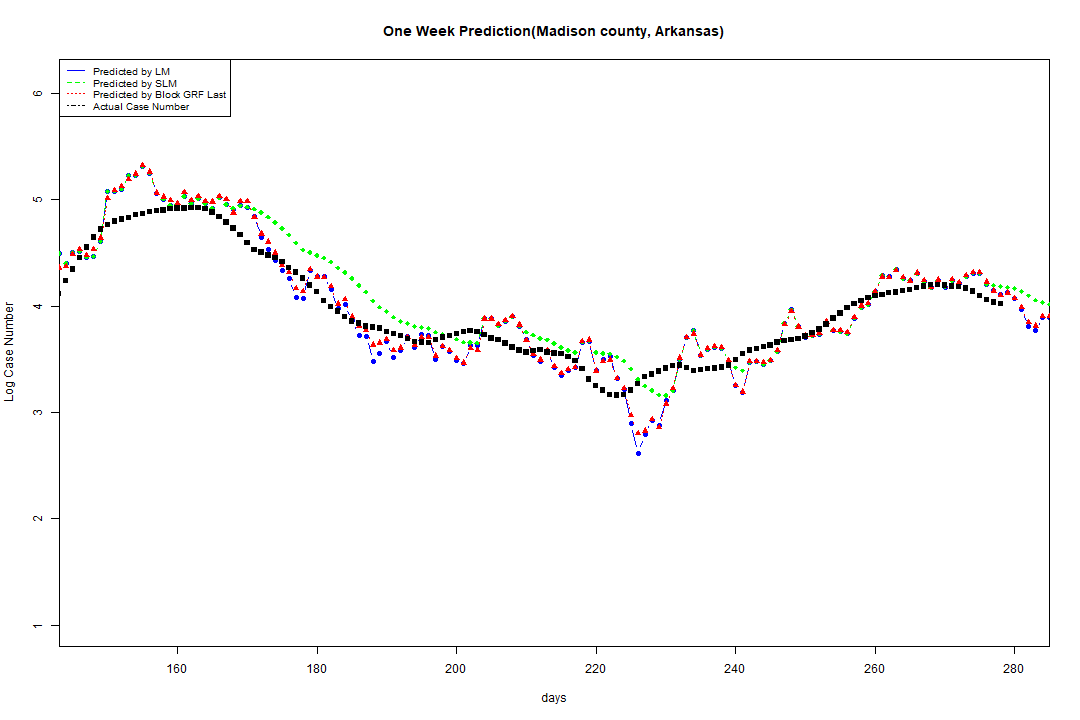 One Week Prediction(Madison county, Arkansas)
Predicted by LM
Predicted by SLM
Predicted by Block GRF Last
Actual Case Number
6
5
4
3
2
1
Log Case Number
160 180 200 220 240 260 280
days